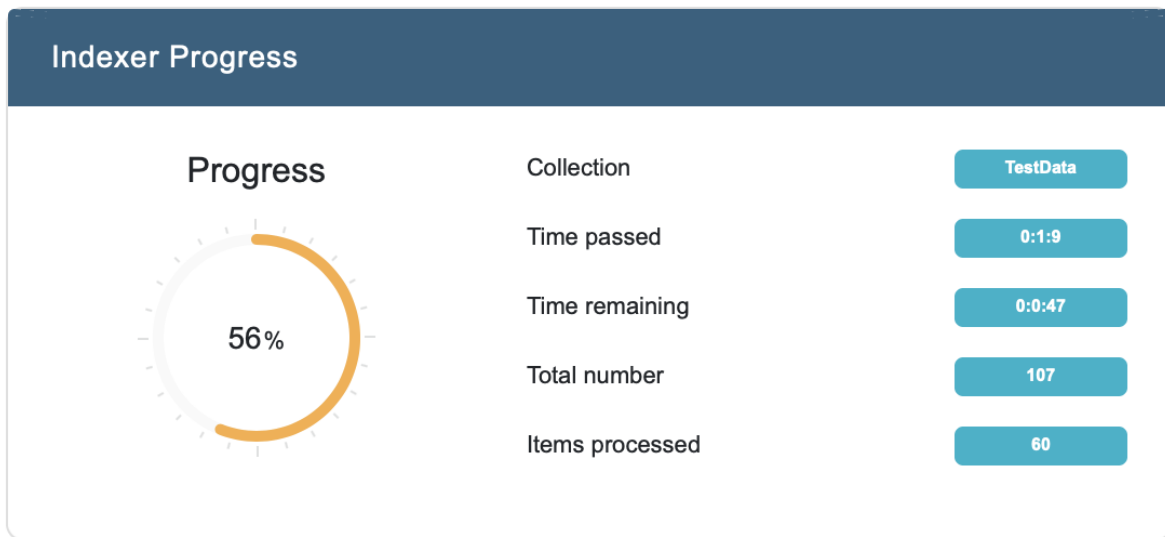 Indexer Progress
Progress
56%
Collection TestData
Time passed 0:1:9
Time remaining 0:0:47
Total number 107
Items processed 60